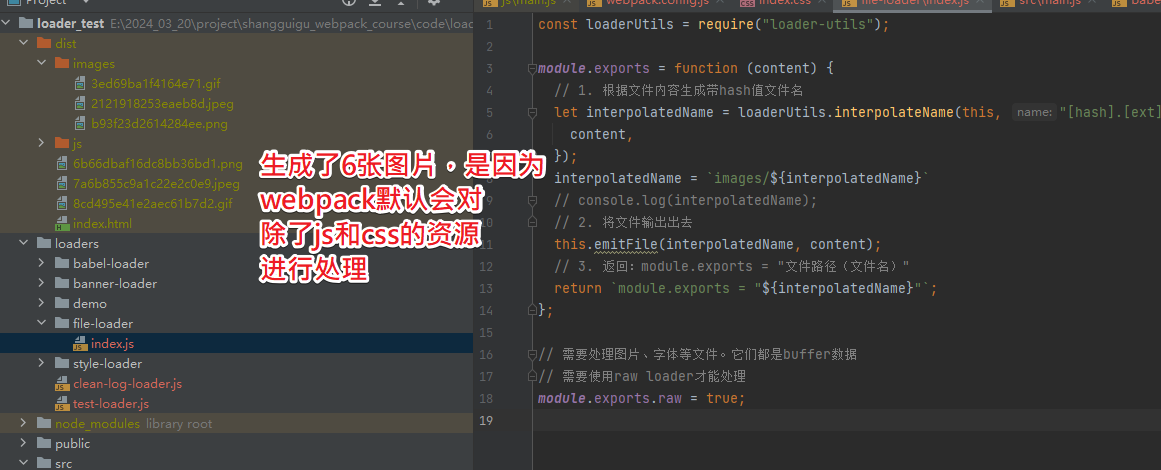 Project
js\main.js
webpack.config.js
index.css
file-loader\index.js
src\main.js
loader_test E:\2024_03_20\project\shangguigu_webpack_course\code\load
dist
images
3ed69ba1f4164e71.gif
2121918253eaeb8d.jpeg
b93f23d2614284ee.png
js
6b66dbaf16dc8bb36bd1.png
7a6b855c9a1c22e2c0e9.jpeg
8cd495e41e2aec61b7d2.gif
index.html
loaders
babel-loader
banner-loader
demo
file-loader
index.js
style-loader
clean-log-loader.js
test-loader.js
node_modules library root
public
src
生成了6张图片，是因为
webpack默认会对
除了js和css的资源
进行处理
1 const loaderUtils = require("loader-utils");
2
3 module.exports = function (content) {
4 // 1. 根据文件内容生成带hash值文件名
5 let interpolatedName = loaderUtils.interpolateName(this, name: "[hash].[ext]
6 content,
7 });
8 interpolatedName = `images/${interpolatedName}`
9 // console.log(interpolatedName);
10 // 2. 将文件输出出去
11 this.emitFile(interpolatedName, content);
12 // 3. 返回：module.exports = "文件路径（文件名）"
13 return `module.exports = "${interpolatedName}"`;
14 };
15
16 // 需要处理图片、字体等文件。它们都是buffer数据
17 // 需要使用raw loader才能处理
18 module.exports.raw = true;
19